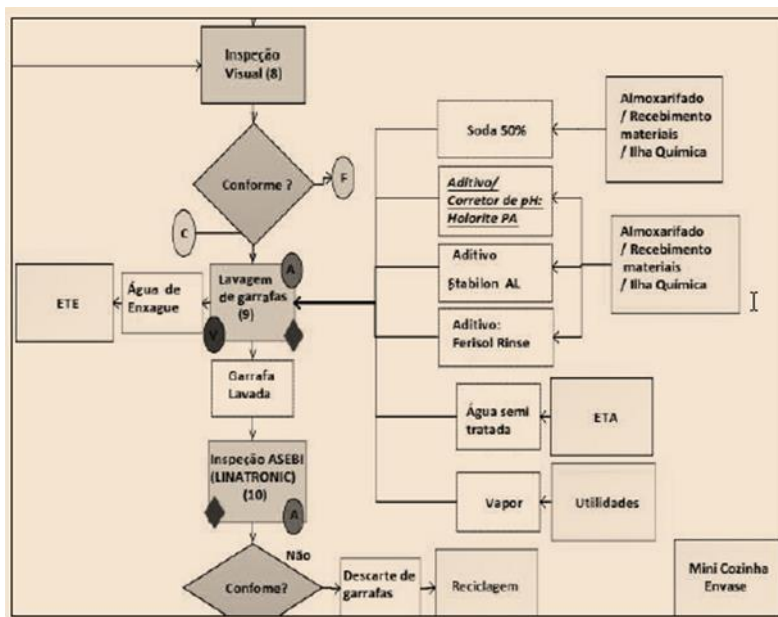 Inspeção
Visual (8)
Conforme ?
F
C
Lavagem
de garrafas
(9)
A
V
Água de
Enxague
ETE
Garrafa
Lavada
Inspeção ASEBI
(LINATRONIC)
(10)
A
Não
Confome?
Descarte de
garrafas
Reciclagem
Soda 50%
Aditivo/
Corretor de pH:
Holorite PA
Aditivo
Stabilon AL
Aditivo:
Ferisol Rinse
Água semi
tratada
Vapor
Almoxarifado
/ Recebimento
materiais
/ Ilha Química
Almoxarifado
/ Recebimento
materiais
/ Ilha Química
ETA
Utilidades
Mini Cozinha
Envase